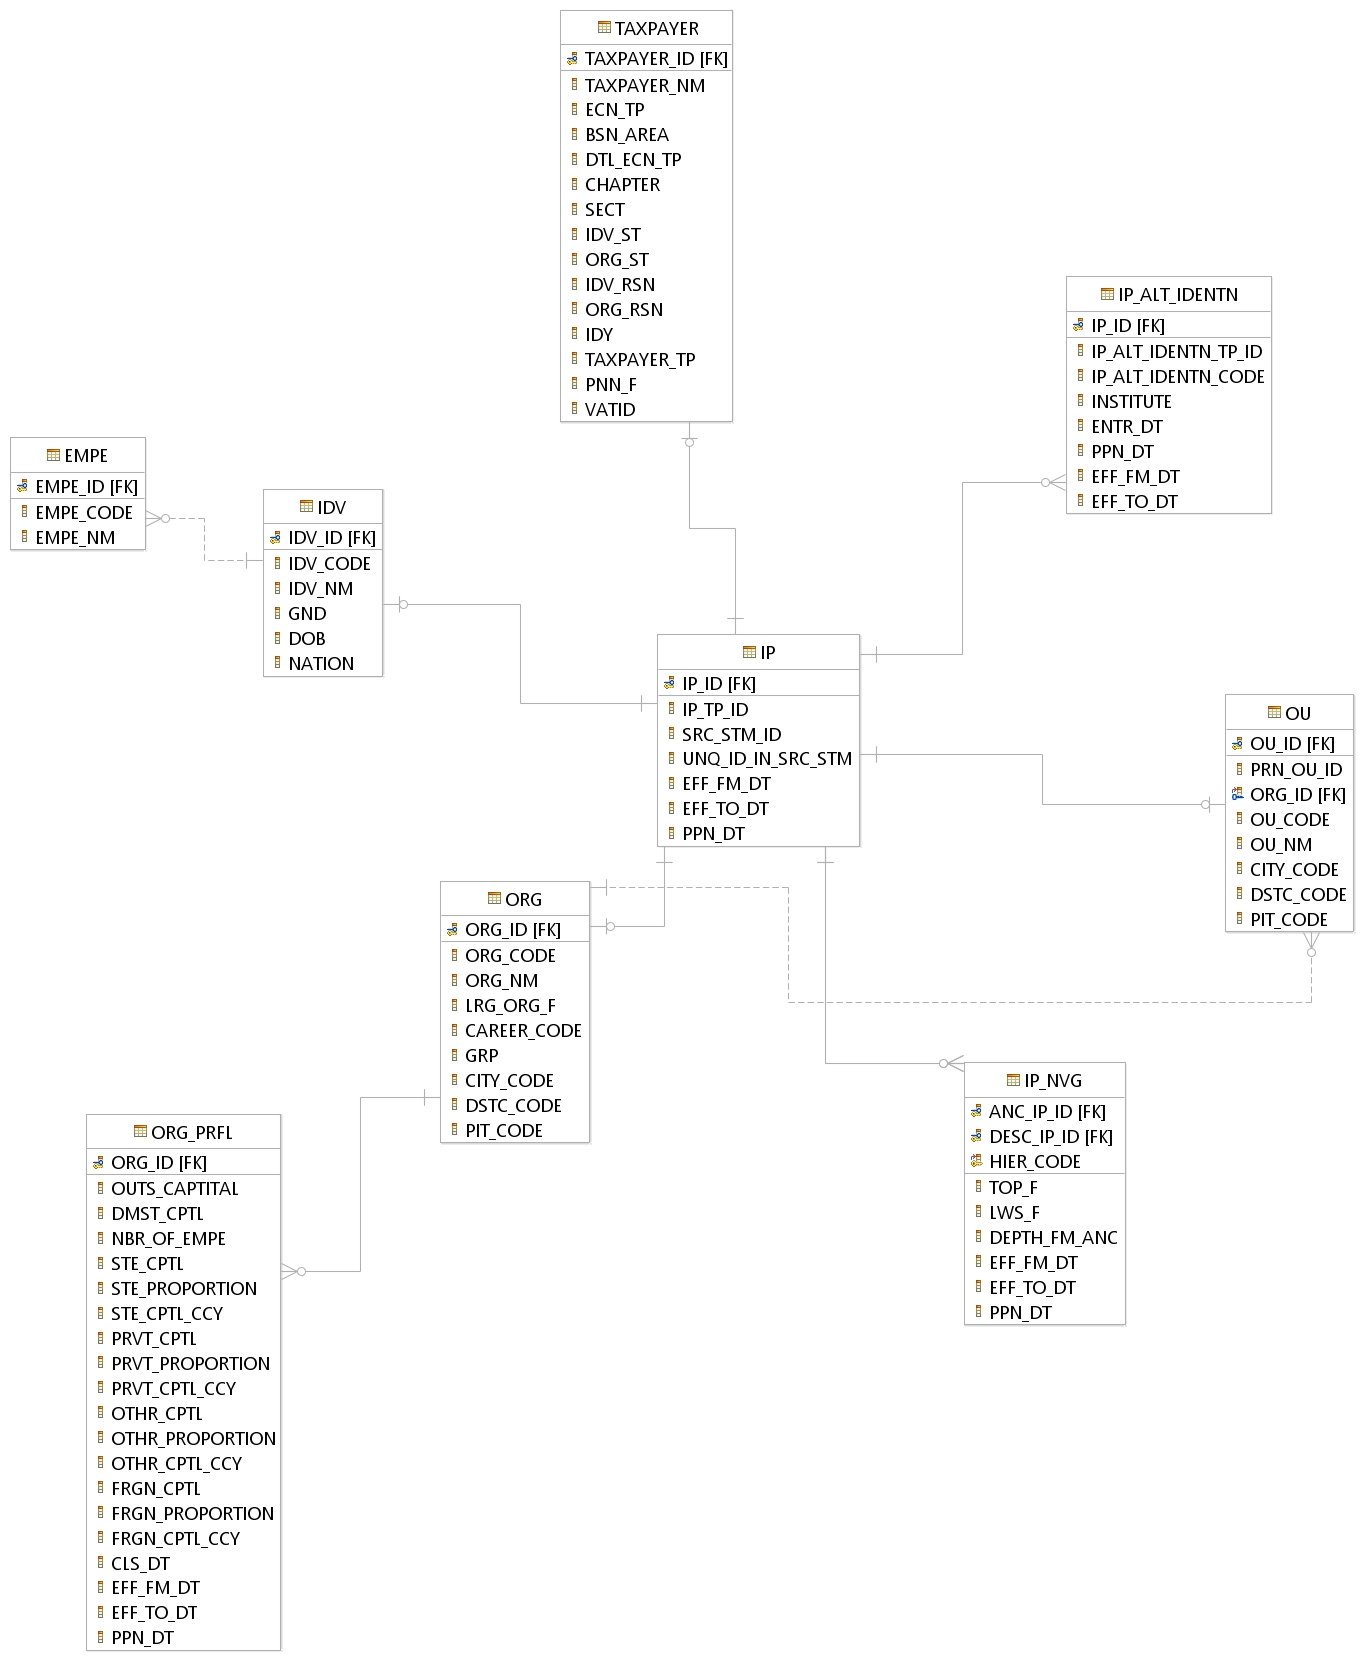 TAXPAYER
TAXPAYER_ID [FK]
TAXPAYER_NM
ECN_TP
BSN_AREA
DTL_ECN_TP
CHAPTER
SECT
IDV_ST
ORG_ST
IDV_RSN
ORG_RSN
IDY
TAXPAYER_TP
PNN_F
VATID
IP_ALT_IDENTN
IP_ID [FK]
IP_ALT_IDENTN_TP_ID
IP_ALT_IDENTN_CODE
INSTITUTE
ENTR_DT
PPN_DT
EFF_FM_DT
EFF_TO_DT
EMPE
EMPE_ID [FK]
EMPE_CODE
EMPE_NM
IDV
IDV_ID [FK]
IDV_CODE
IDV_NM
GND
DOB
NATION
IP
IP_ID [FK]
IP_TP_ID
SRC_STM_ID
UNQ_ID_IN_SRC_STM
EFF_FM_DT
EFF_TO_DT
PPN_DT
OU
OU_ID [FK]
PRN_OU_ID
ORG_ID [FK]
OU_CODE
OU_NM
CITY_CODE
DSTC_CODE
PIT_CODE
ORG
ORG_ID [FK]
ORG_CODE
ORG_NM
LRG_ORG_F
CAREER_CODE
GRP
CITY_CODE
DSTC_CODE
PIT_CODE
IP_NVG
ANC_IP_ID [FK]
DESC_IP_ID [FK]
HIER_CODE
TOP_F
LWS_F
DEPTH_FM_ANC
EFF_FM_DT
EFF_TO_DT
PPN_DT
ORG_PRFL
ORG_ID [FK]
OUTS_CAPTITAL
DMST_CPTL
NBR_OF_EMPE
STE_CPTL
STE_PROPORTION
STE_CPTL_CCY
PRVT_CPTL
PRVT_PROPORTION
PRVT_CPTL_CCY
OTHR_CPTL
OTHR_PROPORTION
OTHR_CPTL_CCY
FRGN_CPTL
FRGN_PROPORTION
FRGN_CPTL_CCY
CLS_DT
EFF_FM_DT
EFF_TO_DT
PPN_DT